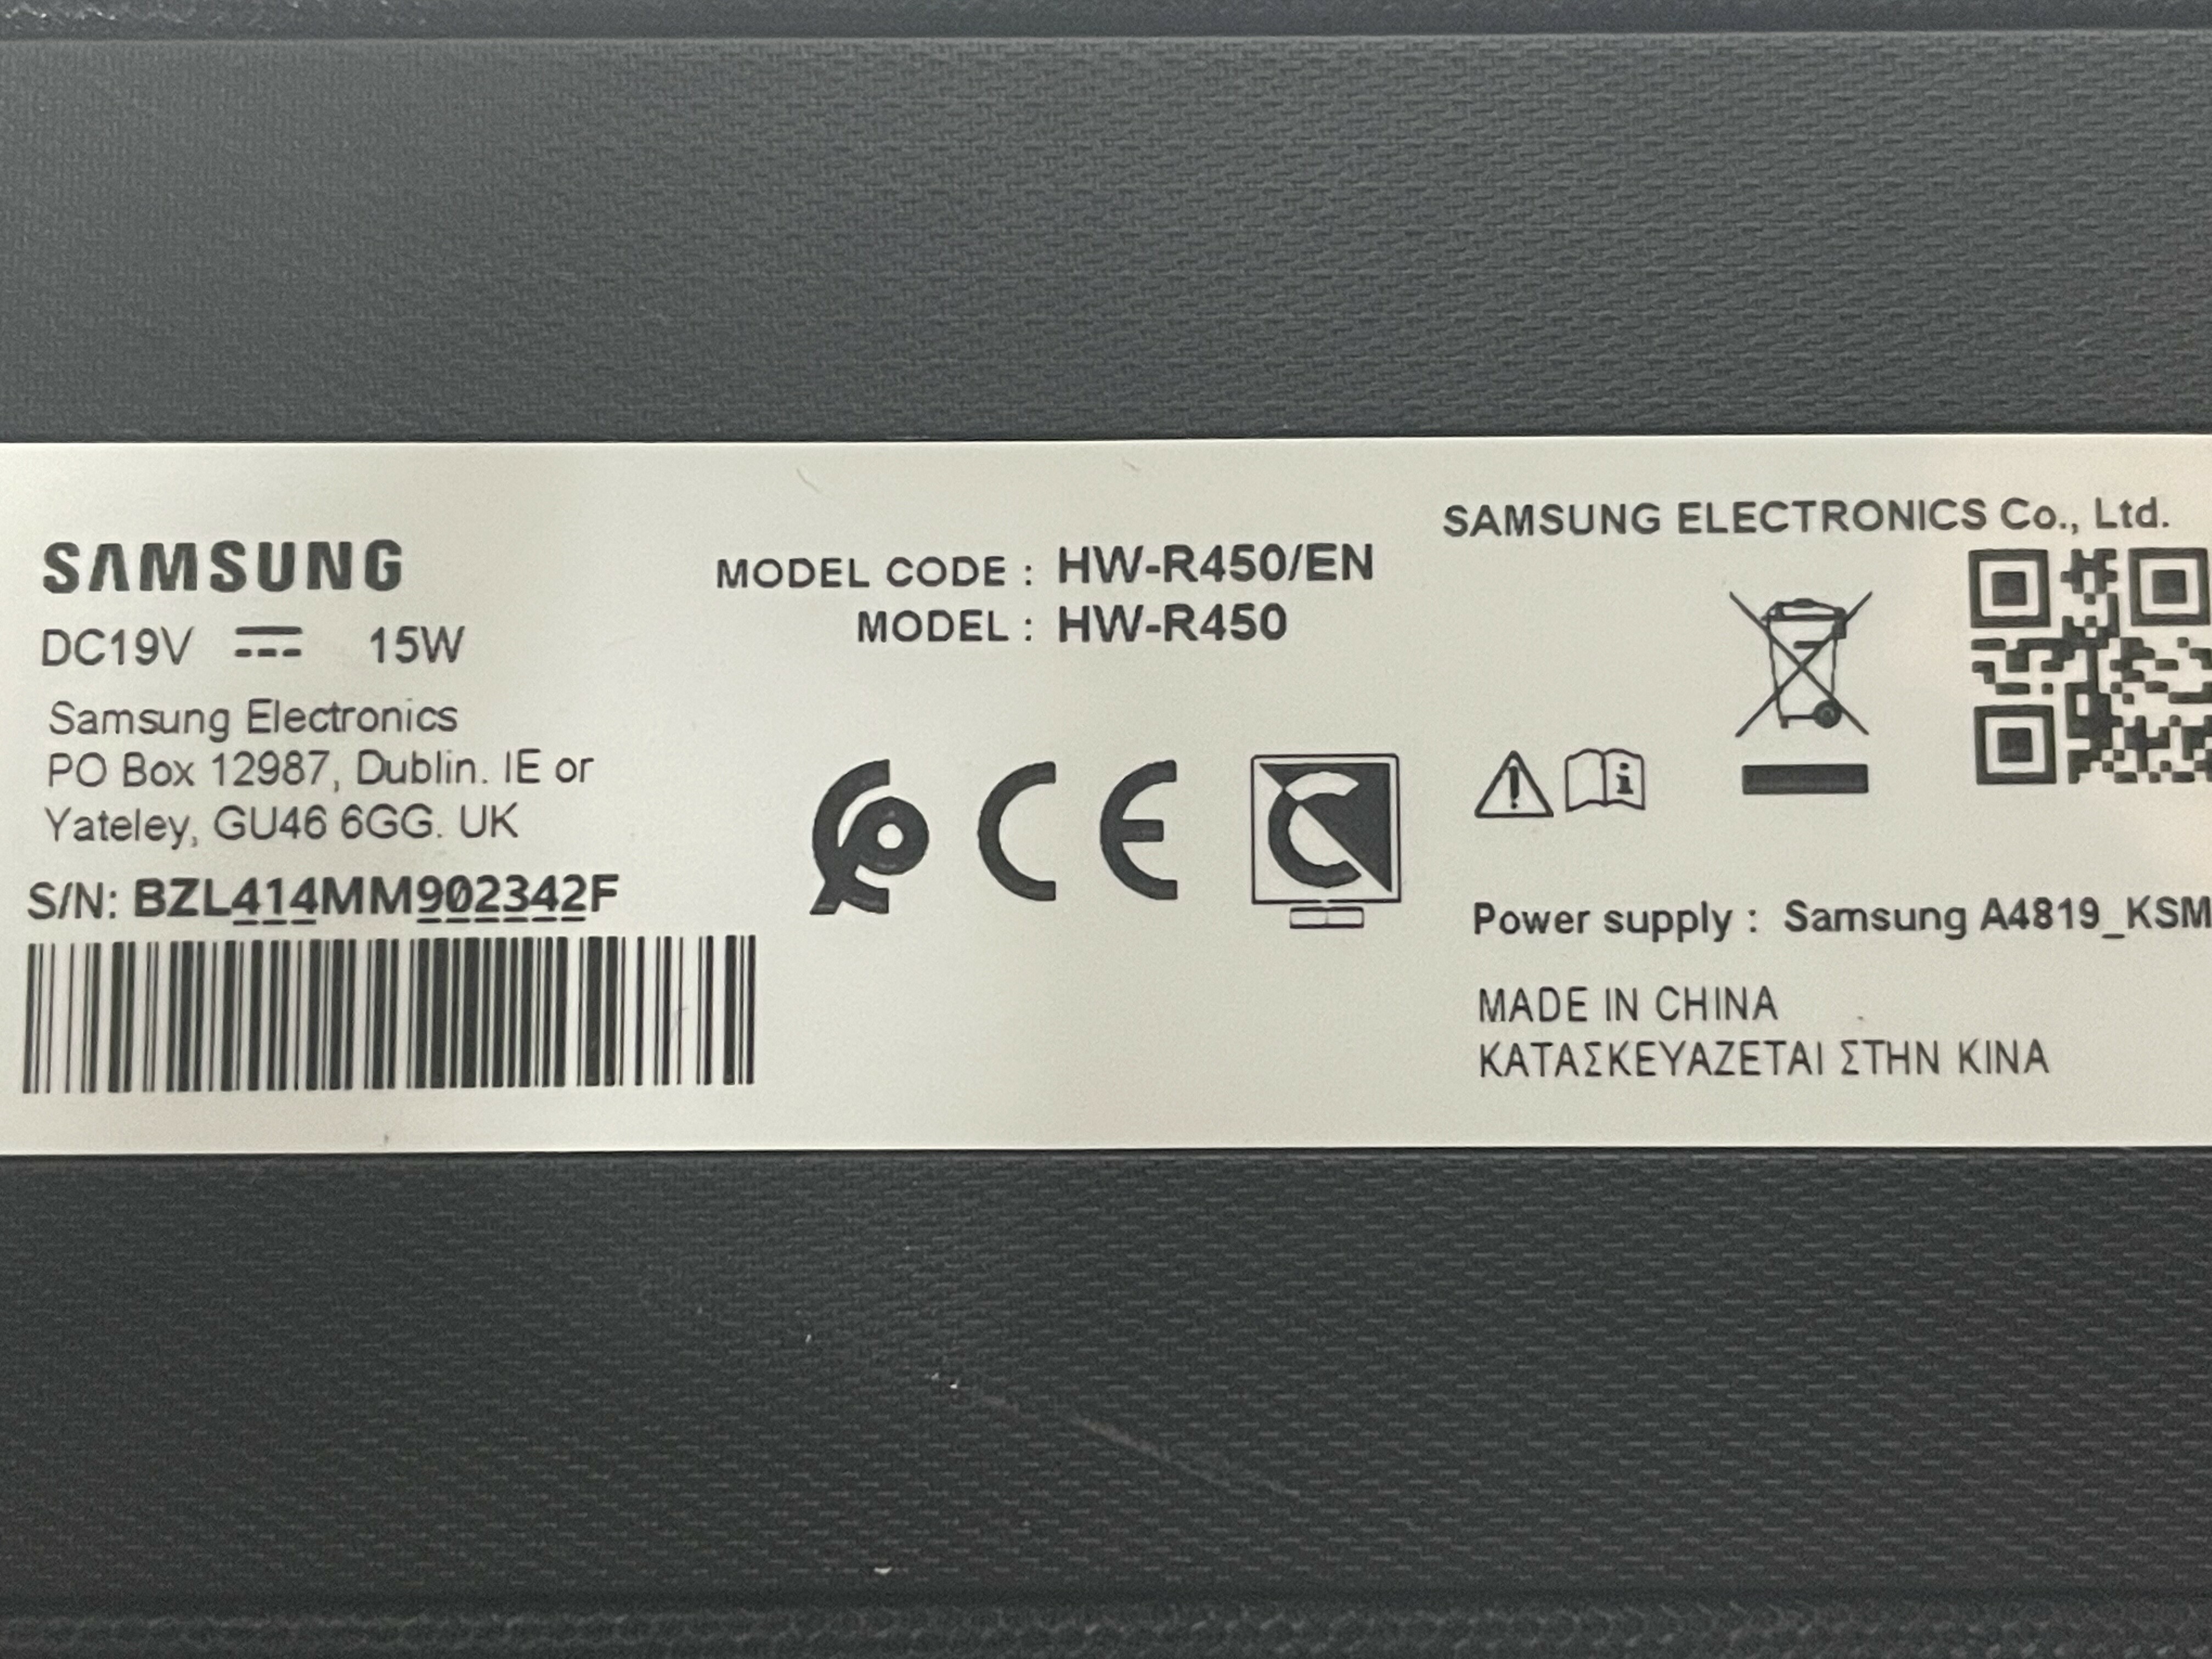 SAMSUNG
DC19V 15W
Samsung Electronics
PO Box 12987, Dublin. IE or
Yateley, GU46 6GG. UK
S/N: BZL414MM902342F
MODEL CODE : HW-R450/EN
MODEL : HW-R450
CE
SAMSUNG ELECTRONICS Co., Ltd.
Power supply : Samsung A4819_KSM
MADE IN CHINA
ΚΑΤΑΣΚΕΥΑΖΕΤΑΙ ΣΤΗΝ ΚΙΝΑ